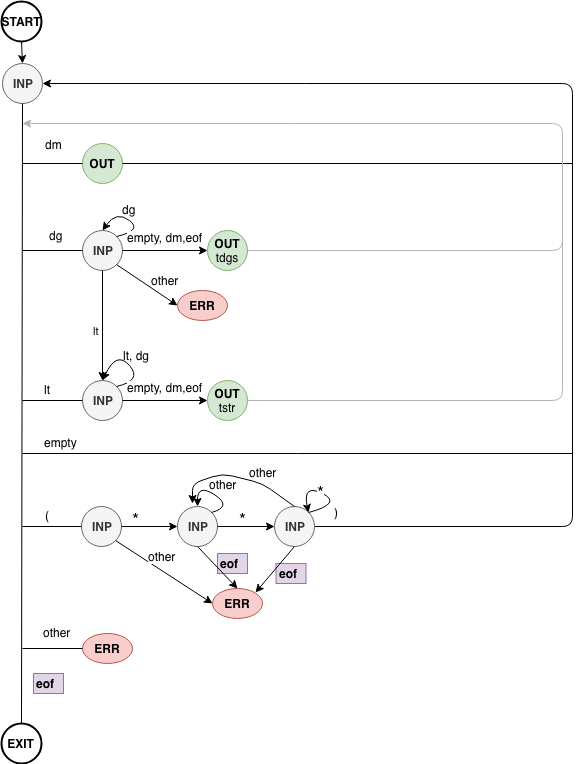 START
INP
dm
OUT
dg
dg
INP
empty, dm,eof
OUT
tdgs
other
ERR
lt
lt, dg
lt
INP
empty, dm,eof
OUT
tstr
empty
other
other
*
)
(
INP
*
INP
*
INP
other
eof
eof
ERR
other
ERR
eof
EXIT